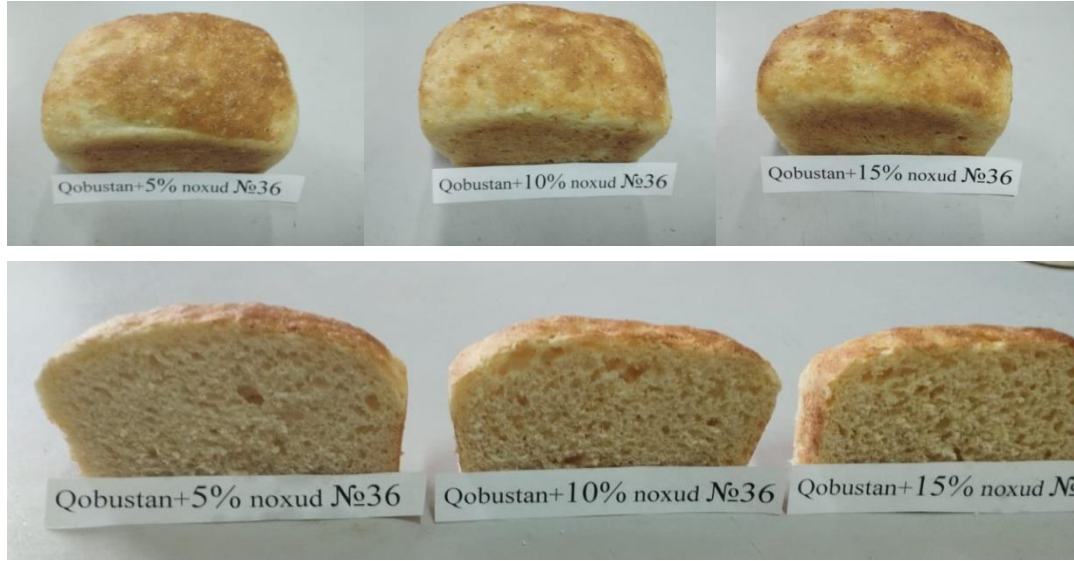 Qobustan+5% noxud №36
Qobustan+10% noxud №36
Qobustan+15% noxud №36
Qobustan+5% noxud №36
Qobustan+10% noxud №36
Qobustan+15% noxud №